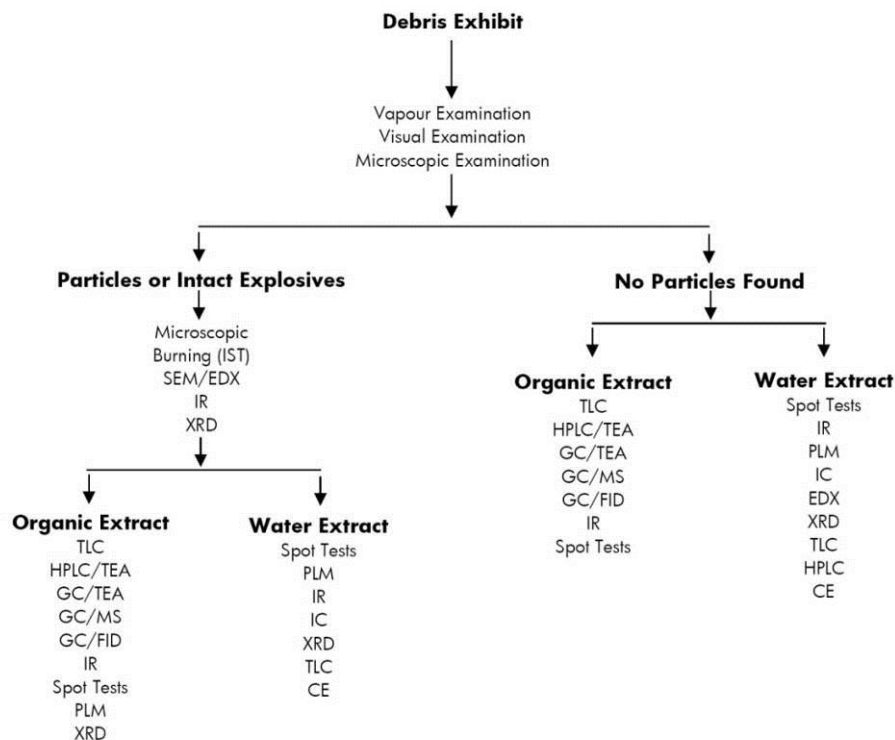 Debris Exhibit
Vapour Examination
Visual Examination
Microscopic Examination
Particles or Intact Explosives
Microscopic
Burning (IST)
SEM/EDX
IR
XRD
Organic Extract
TLC
HPLC/TEA
GC/TEA
GC/MS
GC/FID
IR
Spot Tests
PLM
XRD
Water Extract
Spot Tests
PLM
IR
IC
XRD
TLC
CE
No Particles Found
Organic Extract
TLC
HPLC/TEA
GC/TEA
GC/MS
GC/FID
IR
Spot Tests
Water Extract
Spot Tests
IR
PLM
IC
EDX
XRD
TLC
HPLC
CE